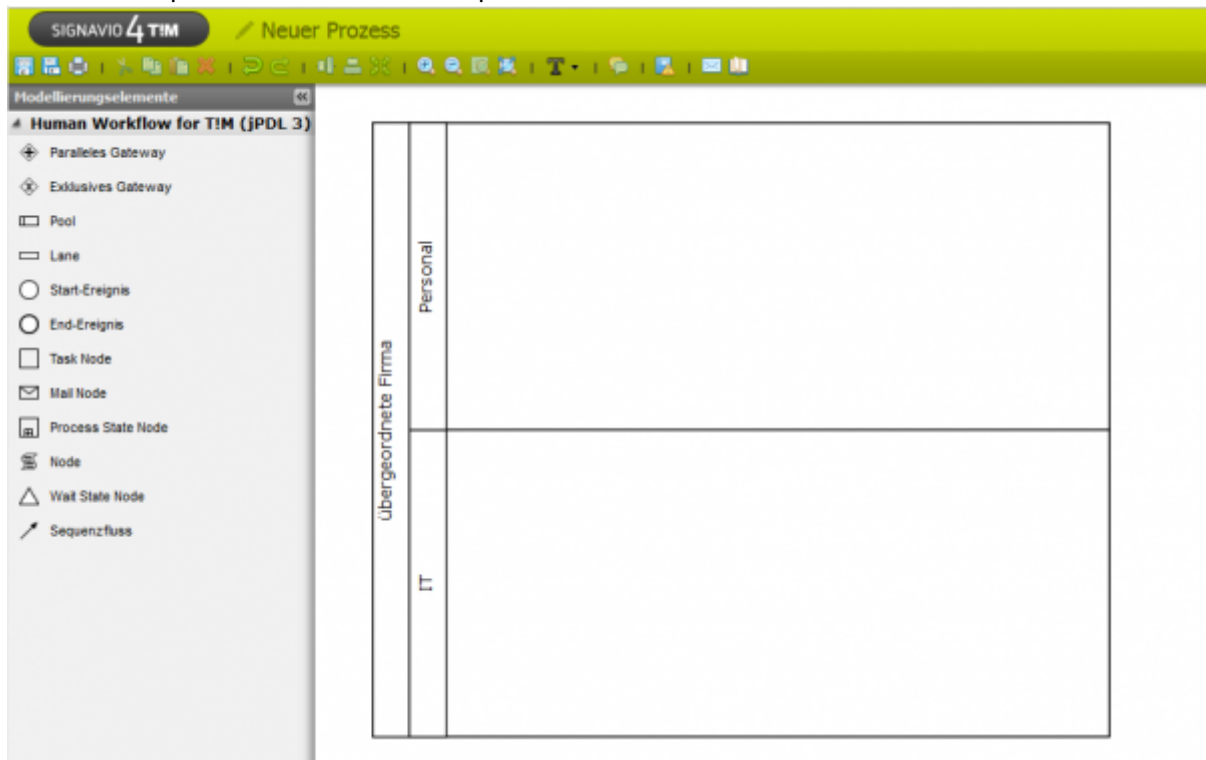 SIGNAVIO 4 T!M
Neuer Prozess
Modellierungselemente
Human Workflow for T!M (jPDL 3)
Paralleles Gateway
Exklusives Gateway
Pool
Lane
Start-Ereignis
End-Ereignis
Task Node
Mail Node
Process State Node
Node
Wait State Node
Sequenzfluss
übergeordnete Firma
Personal
IT